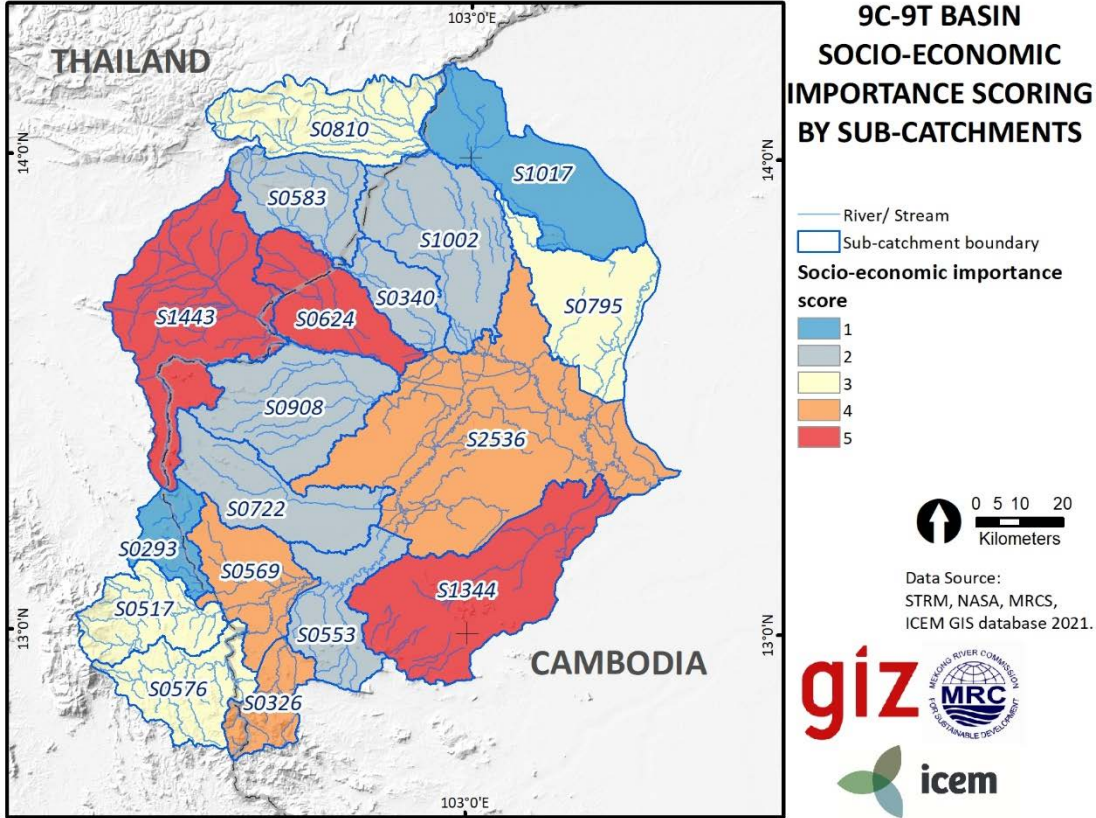 103°0'E
THAILAND
14°0'N
14°0'N
S0810
S1017
S0583
S1002
S0340
S0795
S1443
S0624
S0908
S2536
S0722
S0293
S0569
S1344
S0517
S0553
13°0'N
13°0'N
S0576
S0326
CAMBODIA
103°0'E
9C-9T BASIN
SOCIO-ECONOMIC
IMPORTANCE SCORING
BY SUB-CATCHMENTS
River/ Stream
Sub-catchment boundary
Socio-economic importance
score
1
2
3
4
5
0 5 10 20
Kilometers
Data Source:
STRM, NASA, MRCS,
ICEM GIS database 2021.
giz
MEKONG RIVER COMMISSION
MRC
FOR SUSTAINABLE DEVELOPMENT
icem